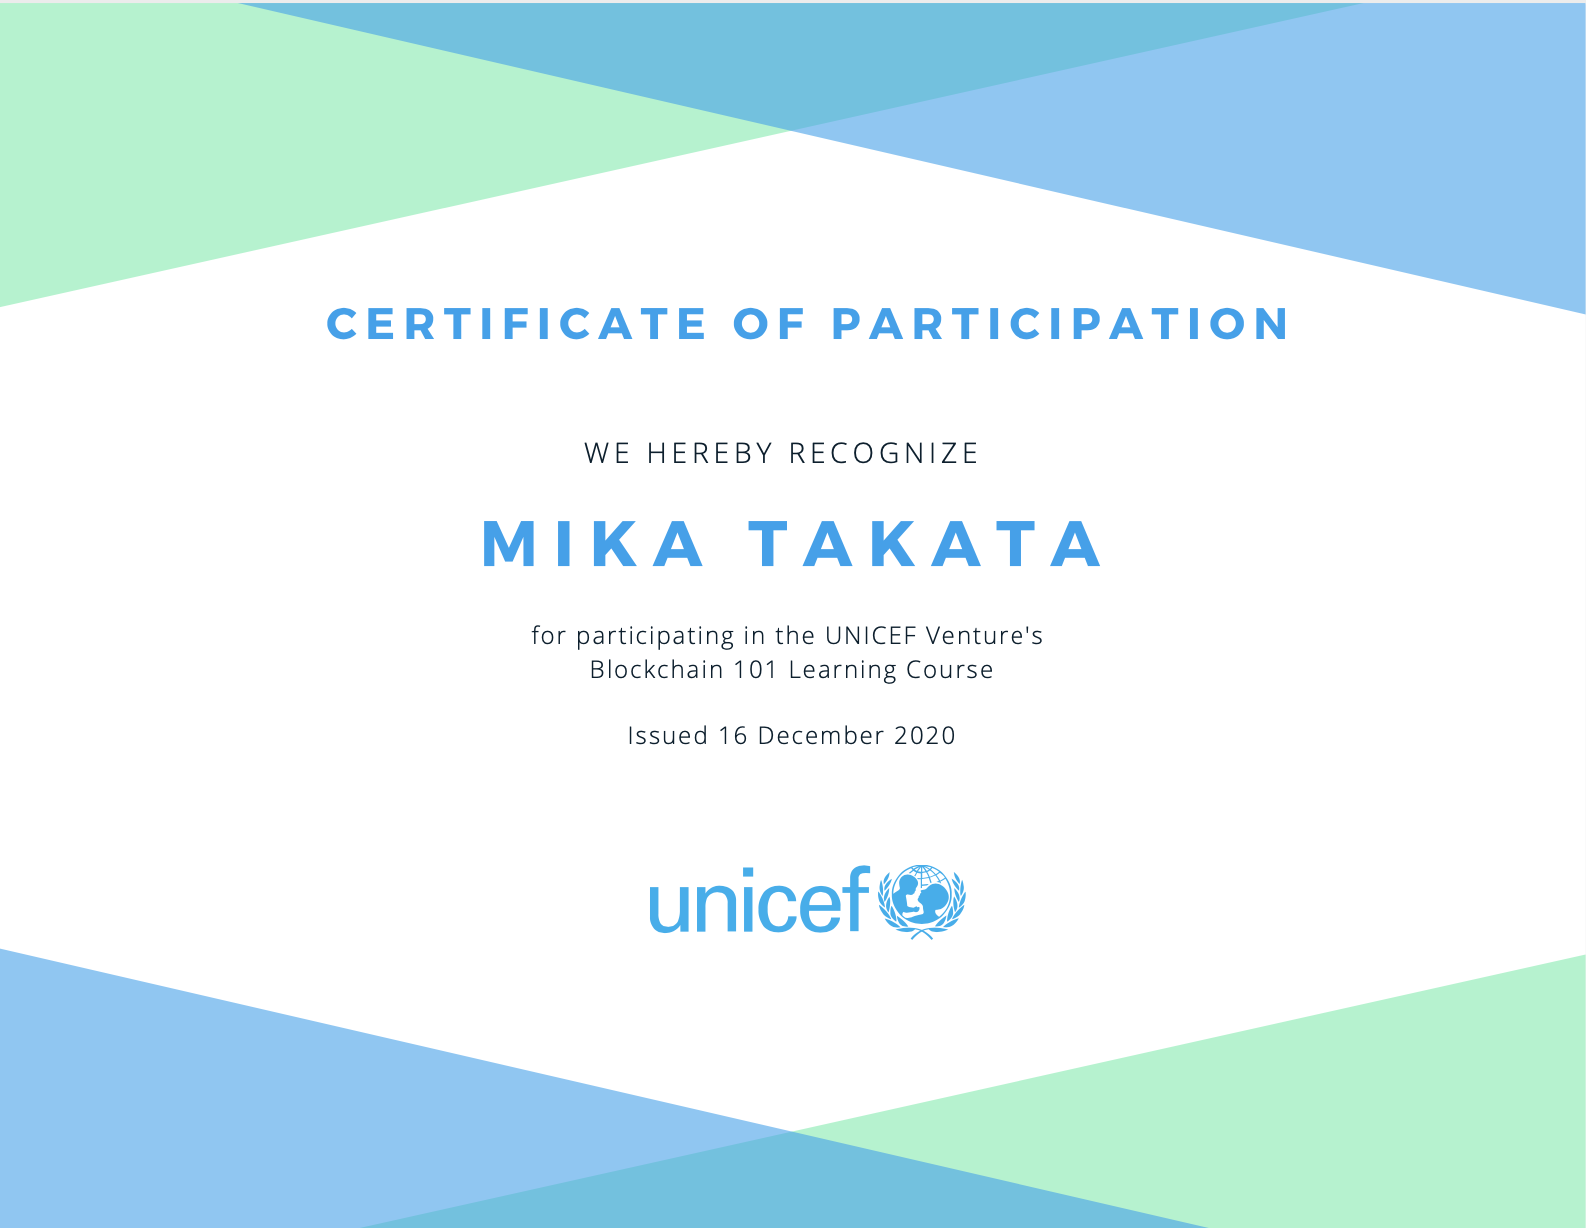 CERTIFICATE OF PARTICIPATION
WE HEREBY RECOGNIZE
MIKA TAKATA
for participating in the UNICEF Venture's
Blockchain 101 Learning Course
Issued 16 December 2020
unicef